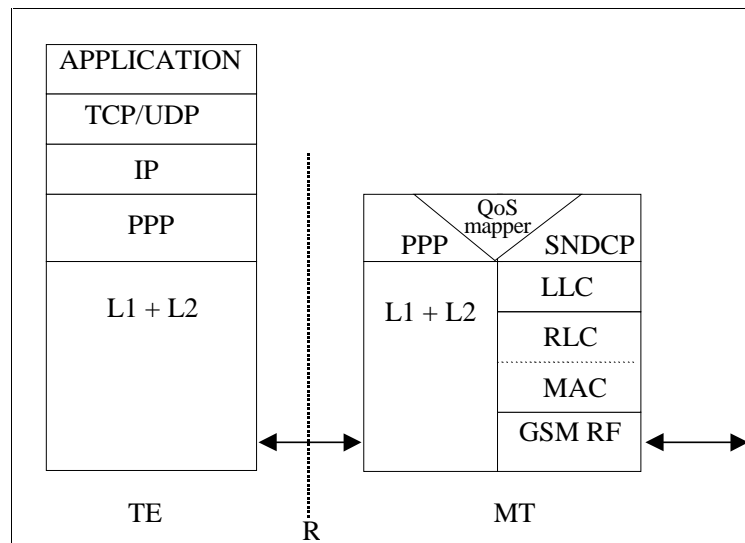 APPLICATION
TCP/UDP
IP
PPP
L1 + L2
TE
R
QoS
mapper
PPP
SNDCP
L1 + L2
LLC
RLC
MAC
GSM RF
MT